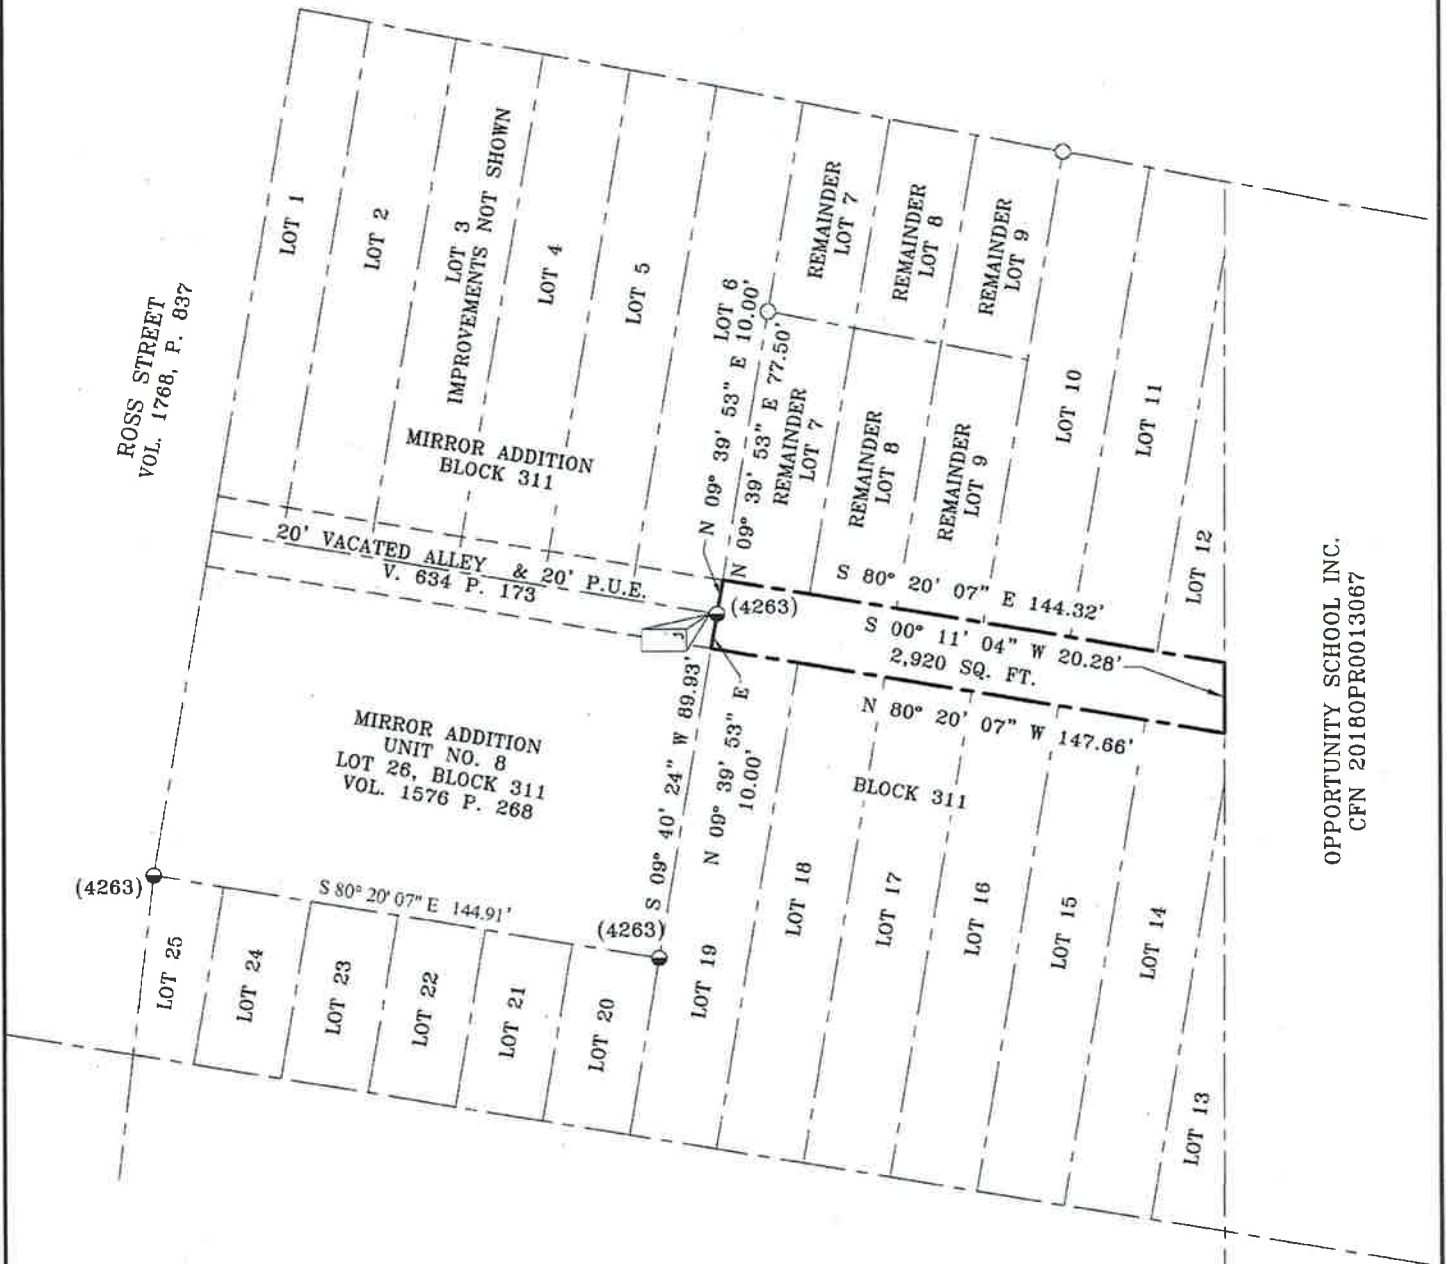 LOT 1
LOT 2
LOT 3
IMPROVEMENTS NOT SHOWN
LOT 4
LOT 5
LOT 6
REMAINDER
LOT 7
REMAINDER
LOT 8
REMAINDER
LOT 9
ROSS STREET
VOL. 1768, P. 837
N 09° 39' 53" E 10.00'
N 09° 39' 53" E 77.50'
REMAINDER
LOT 7
REMAINDER
LOT 8
REMAINDER
LOT 9
LOT 10
LOT 11
LOT 12
MIRROR ADDITION
BLOCK 311
20' VACATED ALLEY & 20' P.U.E.
V. 634 P. 173
(4263)
S 80° 20' 07" E 144.32'
S 00° 11' 04" W 20.28'
2,920 SQ. FT.
N 80° 20' 07" W 147.66'
OPPORTUNITY SCHOOL INC.
CFN 20180PR0013067
MIRROR ADDITION
UNIT NO. 8
LOT 26, BLOCK 311
VOL. 1576 P. 268
S 09° 40' 24" W 89.93'
N 09° 39' 53" E
10.00'
BLOCK 311
(4263)
S 80° 20' 07" E 144.91'
(4263)
LOT 25
LOT 24
LOT 23
LOT 22
LOT 21
LOT 20
LOT 19
LOT 18
LOT 17
LOT 16
LOT 15
LOT 14
LOT 13